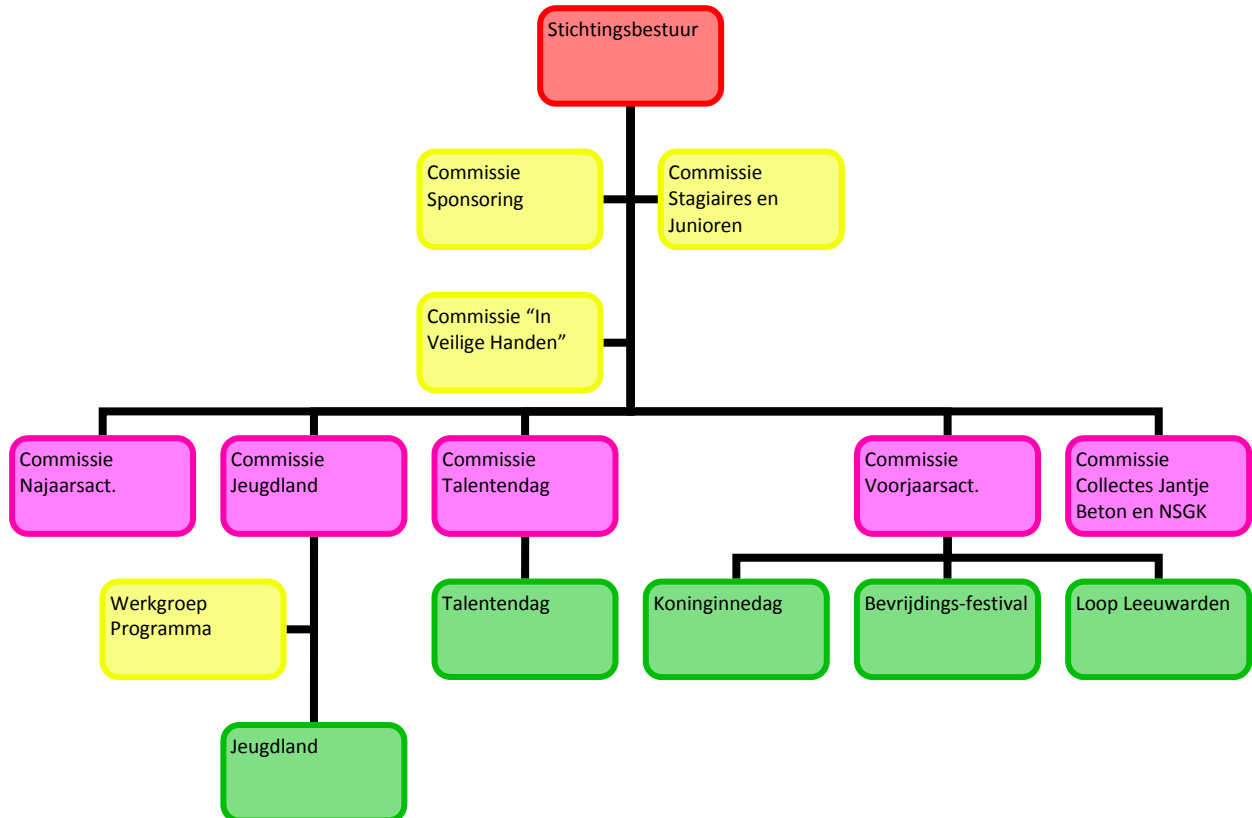 Stichtingsbestuur
Commissie
Sponsoring
Commissie
Stagiaires en
Junioren
Commissie “In
Veilige Handen”
Commissie
Najaarsact.
Commissie
Jeugdland
Commissie
Talentendag
Commissie
Voorjaarsact.
Commissie
Collectes Jantje
Beton en NSGK
Werkgroep
Programma
Talentendag
Koninginnedag
Bevrijdings-festival
Loop Leeuwarden
Jeugdland